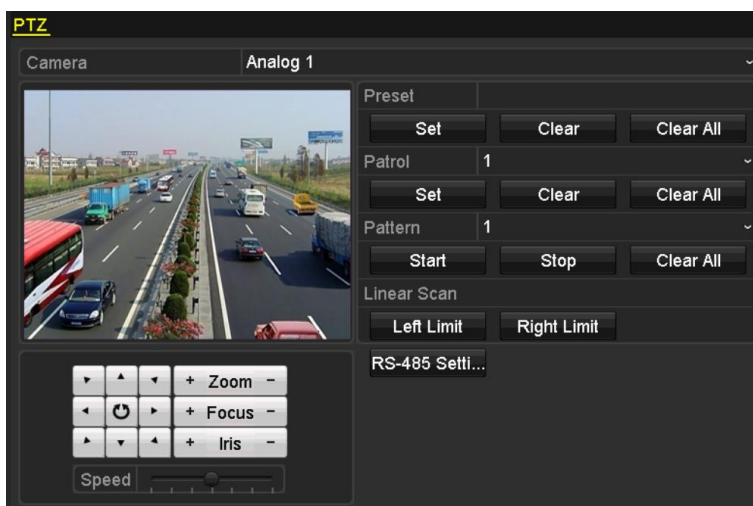 PTZ
Camera Analog 1
Preset
Set Clear Clear All
Patrol 1
Set Clear Clear All
Pattern 1
Start Stop Clear All
Linear Scan
Left Limit Right Limit
RS-485 Setti...
+ Zoom -
+ Focus -
+ Iris -
Speed